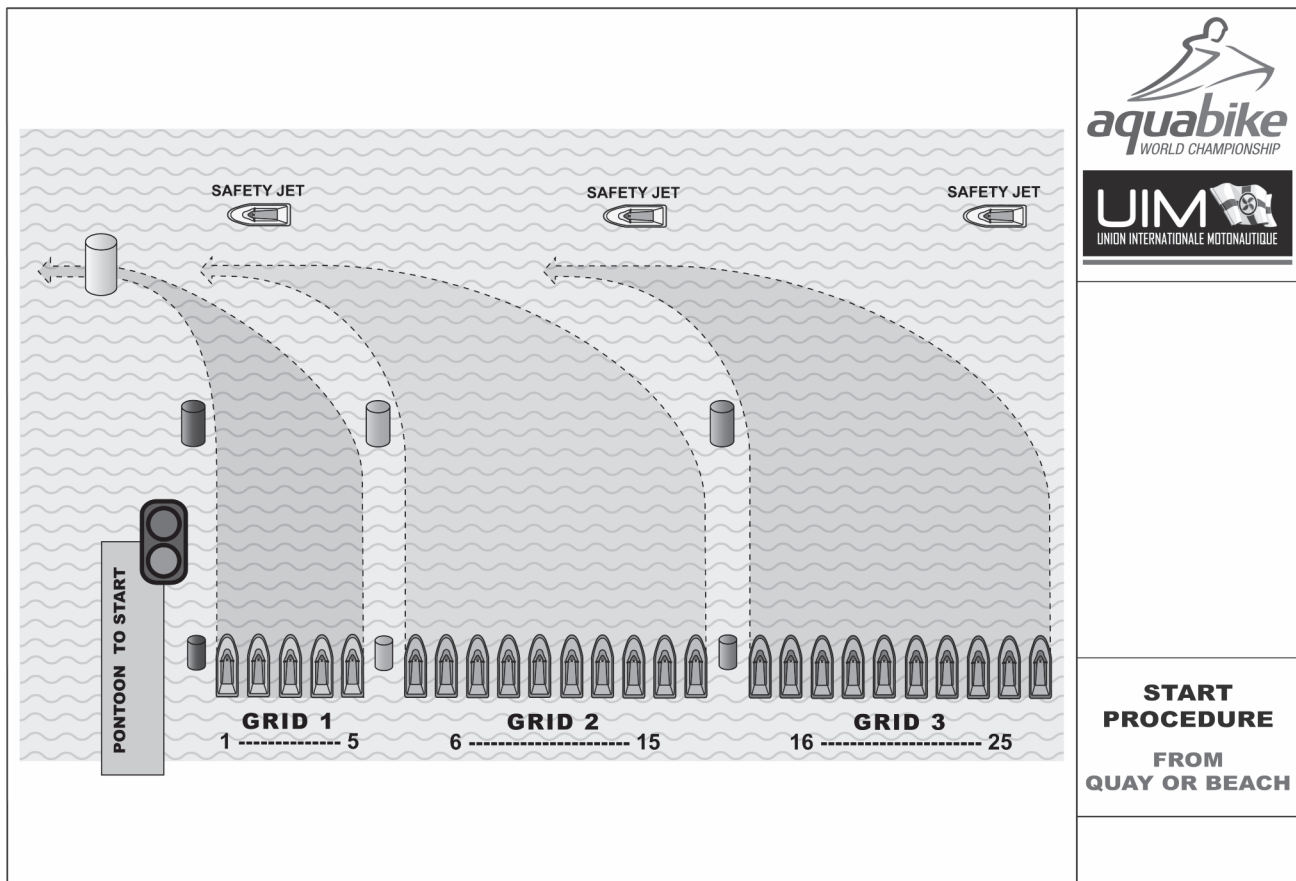 SAFETY JET
SAFETY JET
SAFETY JET
PONTOON TO START
GRID 1
1 ---------------- 5
GRID 2
6 ----------------------- 15
GRID 3
16 --------------------- 25
aquabike
WORLD CHAMPIONSHIP
UIM
UNION INTERNATIONALE MOTONAUTIQUE
START
PROCEDURE
FROM
QUAY OR BEACH